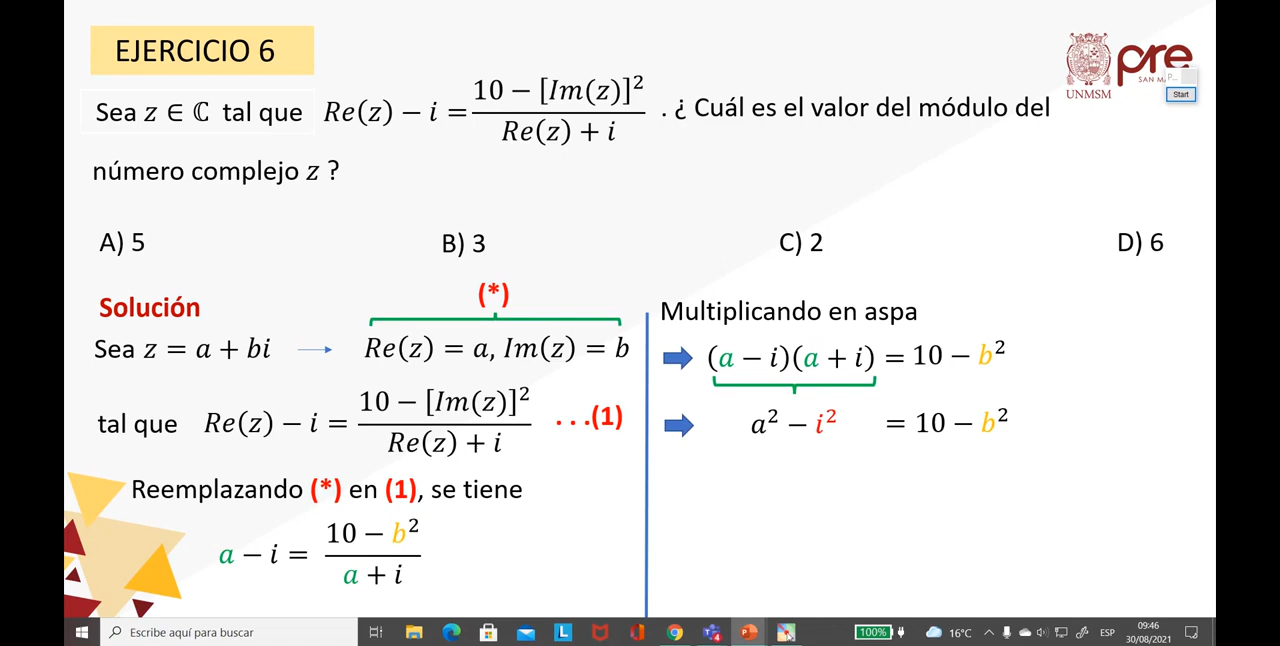 EJERCICIO 6
pre
SAN MA
UNMSM
P...
Start
Sea z ∈ ℂ tal que Re(z) − i = (10 − [Im(z)]²)/(Re(z) + i) . ¿ Cuál es el valor del módulo del
número complejo z ?
A) 5 B) 3 C) 2 D) 6
Solución
(*)
Sea z = a + bi → Re(z) = a, Im(z) = b
tal que Re(z) − i = (10 − [Im(z)]²)/(Re(z) + i) . . .(1)
Reemplazando (*) en (1), se tiene
a − i = (10 − b²)/(a + i)
Multiplicando en aspa
(a − i)(a + i) = 10 − b²
a² − i² = 10 − b²
Escribe aquí para buscar
L
4
100%
16°C
ESP
09:46
30/08/2021